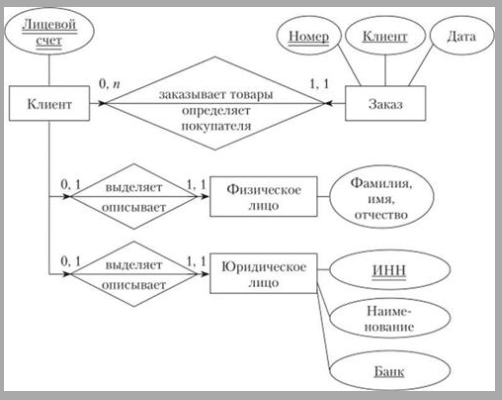 Лицевой
счет
Номер
Клиент
Дата
Клиент
0, n
заказывает товары
определяет
покупателя
1, 1
Заказ
0, 1
выделяет
описывает
1, 1
Физическое
лицо
Фамилия,
имя,
отчество
0, 1
выделяет
описывает
1, 1
Юридическое
лицо
ИНН
Наиме-
нование
Банк